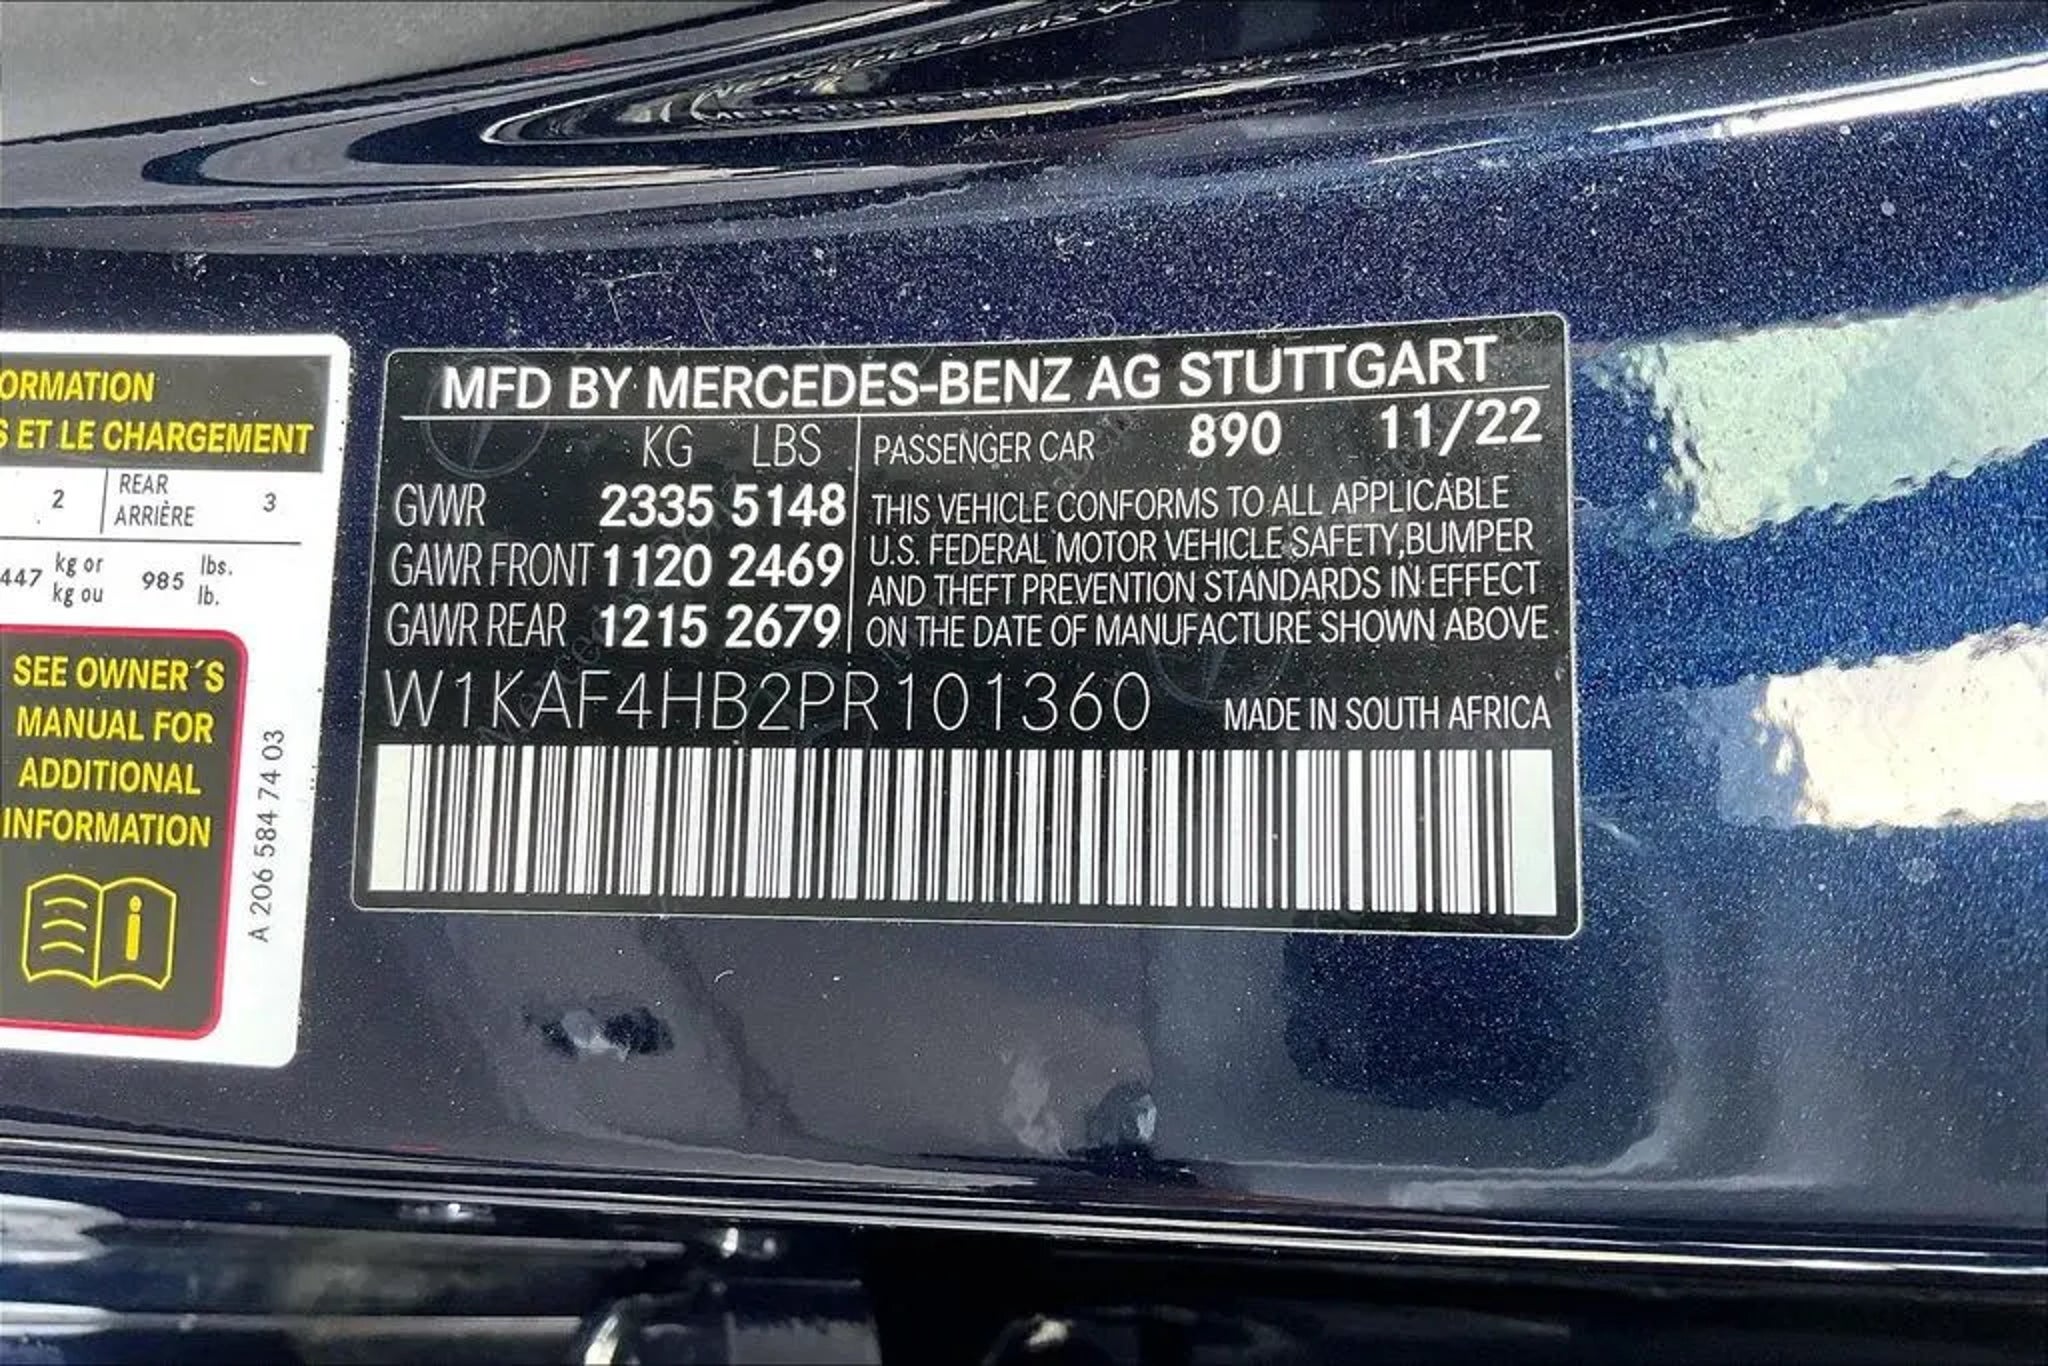 ORMATION
S ET LE CHARGEMENT
2 REAR 3
ARRIÈRE
447 kg or 985 lbs.
kg ou lb.
SEE OWNER´S
MANUAL FOR
ADDITIONAL
INFORMATION
A 206 584 74 03
MFD BY MERCEDES-BENZ AG STUTTGART
KG LBS
GVWR 2335 5148
GAWR FRONT 1120 2469
GAWR REAR 1215 2679
PASSENGER CAR 890 11/22
THIS VEHICLE CONFORMS TO ALL APPLICABLE
U.S. FEDERAL MOTOR VEHICLE SAFETY,BUMPER
AND THEFT PREVENTION STANDARDS IN EFFECT
ON THE DATE OF MANUFACTURE SHOWN ABOVE.
W1KAF4HB2PR101360
MADE IN SOUTH AFRICA